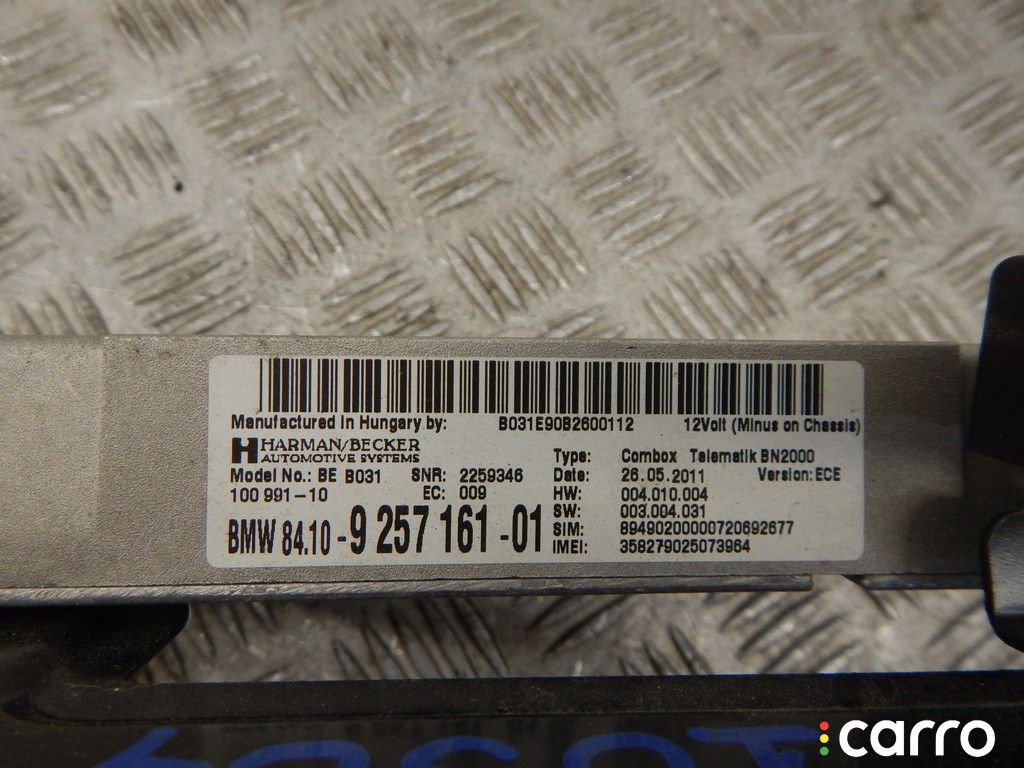 Manufactured In Hungary by: B031E90B2600112 12Volt (Minus on Chassis)
HARMAN/BECKER
AUTOMOTIVE SYSTEMS
Type: Combox Telematik BN2000
Model No.: BE B031 SNR: 2259346 Date: 26.05.2011 Version: ECE
100 991-10 EC: 009 HW: 004.010.004
SW: 003.004.031
BMW 84.10 - 9 257 161 - 01 SIM: 89490200000720692677
IMEI: 358279025073964
carro